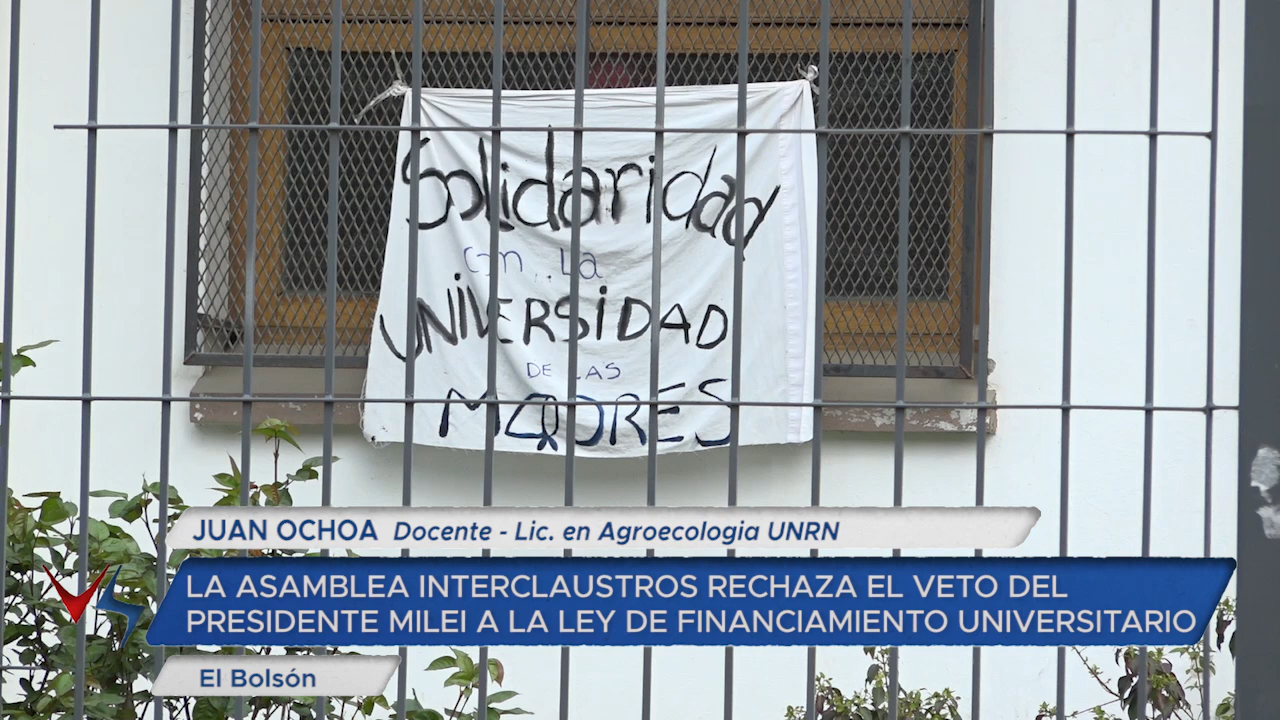 Solidaridad
con la
UNIVERSIDAD
DE LAS
MADRES
JUAN OCHOA Docente - Lic. en Agroecologia UNRN
LA ASAMBLEA INTERCLAUSTROS RECHAZA EL VETO DEL
PRESIDENTE MILEI A LA LEY DE FINANCIAMIENTO UNIVERSITARIO
El Bolsón